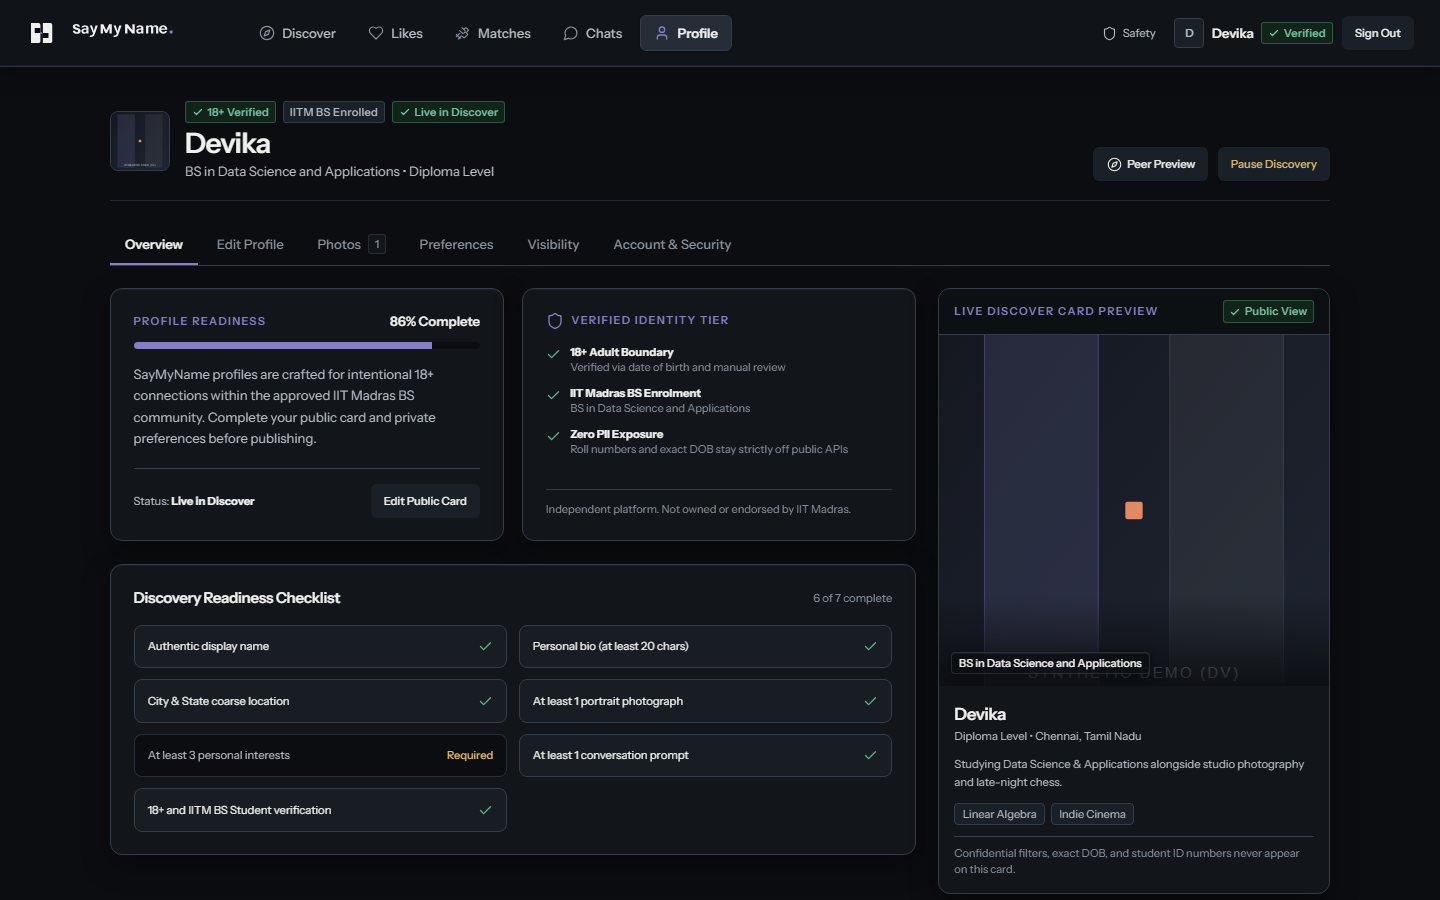 SayMyName.
Discover
Likes
Matches
Chats
Profile
Safety
D
Devika
Verified
Sign Out
18+ Verified
IITM BS Enrolled
Live in Discover
Devika
BS in Data Science and Applications • Diploma Level
Peer Preview
Pause Discovery
Overview
Edit Profile
Photos 1
Preferences
Visibility
Account & Security
PROFILE READINESS
86% Complete
SayMyName profiles are crafted for intentional 18+
connections within the approved IIT Madras BS
community. Complete your public card and private
preferences before publishing.
Status: Live in Discover
Edit Public Card
VERIFIED IDENTITY TIER
18+ Adult Boundary
Verified via date of birth and manual review
IIT Madras BS Enrolment
BS in Data Science and Applications
Zero PII Exposure
Roll numbers and exact DOB stay strictly off public APIs
Independent platform. Not owned or endorsed by IIT Madras.
Discovery Readiness Checklist
6 of 7 complete
Authentic display name
Personal bio (at least 20 chars)
City & State coarse location
At least 1 portrait photograph
At least 3 personal interests
Required
At least 1 conversation prompt
18+ and IITM BS Student verification
LIVE DISCOVER CARD PREVIEW
Public View
BS in Data Science and Applications
SYNTHETIC DEMO (DV)
Devika
Diploma Level • Chennai, Tamil Nadu
Studying Data Science & Applications alongside studio photography
and late-night chess.
Linear Algebra
Indie Cinema
Confidential filters, exact DOB, and student ID numbers never appear
on this card.